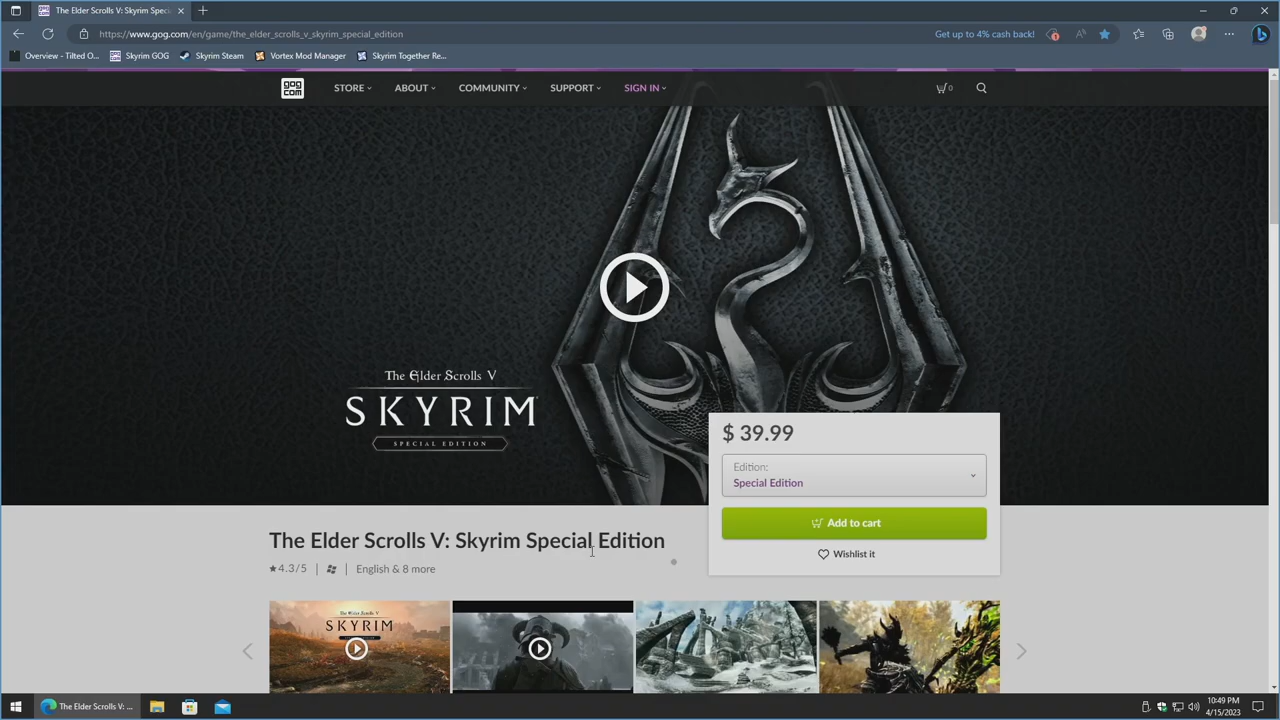 The Elder Scrolls V: Skyrim Speci
https://www.gog.com/en/game/the_elder_scrolls_v_skyrim_special_edition
Get up to 4% cash back!
1
Overview - Tilted O...
Skyrim GOG
Skyrim Steam
Vortex Mod Manager
Skyrim Together Re...
gog
com
STORE
ABOUT
COMMUNITY
SUPPORT
SIGN IN
0
The Elder Scrolls V
SKYRIM
SPECIAL EDITION
$ 39.99
Edition:
Special Edition
Add to cart
Wishlist it
The Elder Scrolls V: Skyrim Special Edition
4.3/5
English & 8 more
The Elder Scrolls V
SKYRIM
The Elder Scrolls V: ...
10:49 PM
4/15/2023